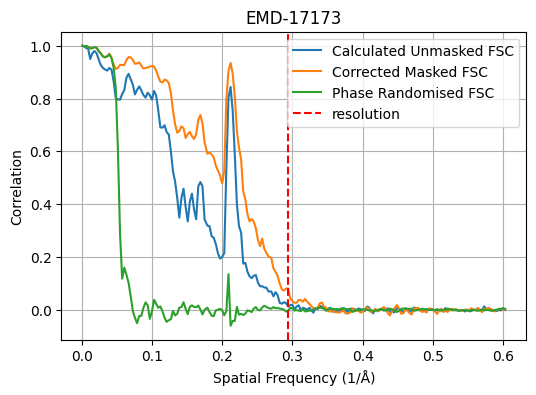 EMD-17173
Calculated Unmasked FSC
Corrected Masked FSC
Phase Randomised FSC
resolution
Correlation
1.0
0.8
0.6
0.4
0.2
0.0
0.0 0.1 0.2 0.3 0.4 0.5 0.6
Spatial Frequency (1/Å)